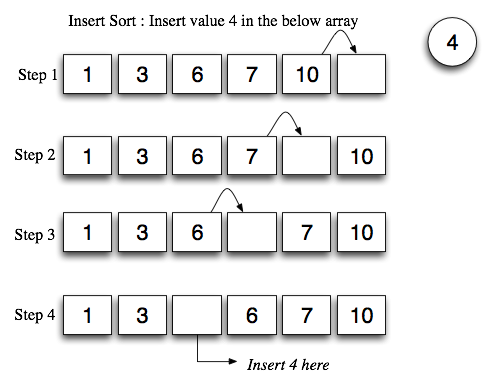 Insert Sort : Insert value 4 in the below array
4
Step 1 1 3 6 7 10
Step 2 1 3 6 7 10
Step 3 1 3 6 7 10
Step 4 1 3 6 7 10
Insert 4 here